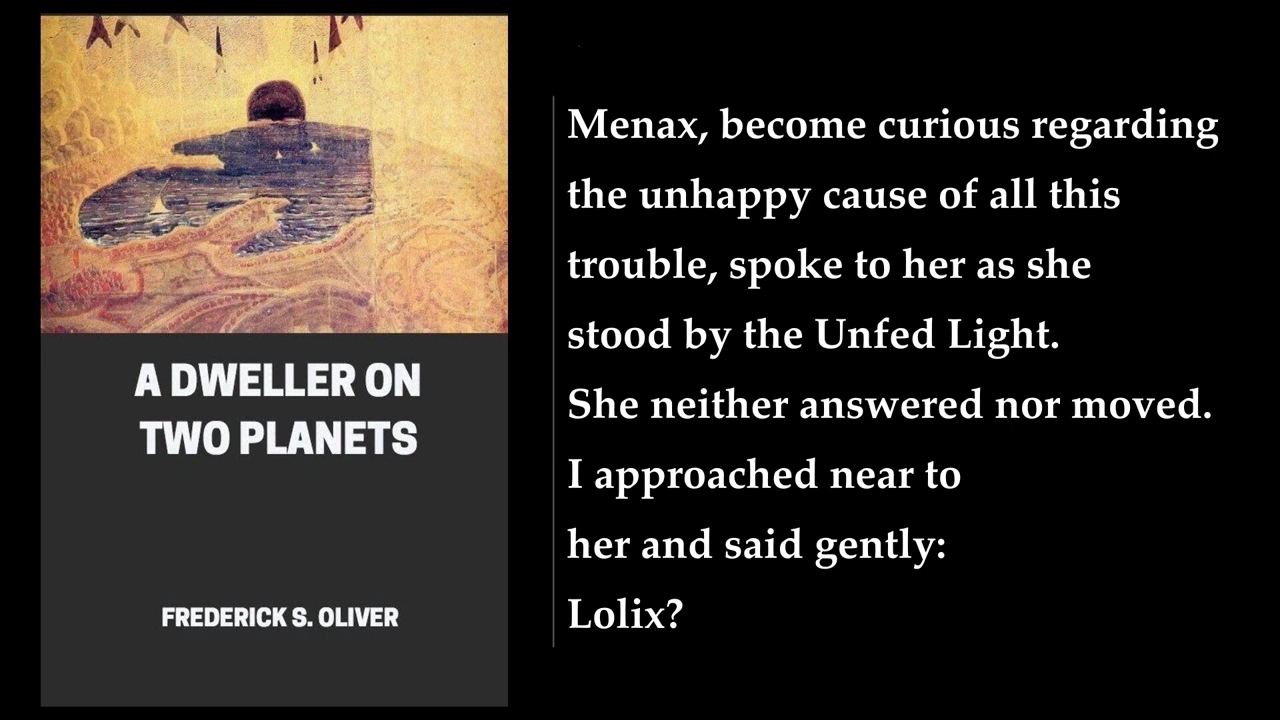 A DWELLER ON
TWO PLANETS
FREDERICK S. OLIVER
Menax, become curious regarding
the unhappy cause of all this
trouble, spoke to her as she
stood by the Unfed Light.
She neither answered nor moved.
I approached near to
her and said gently:
Lolix?